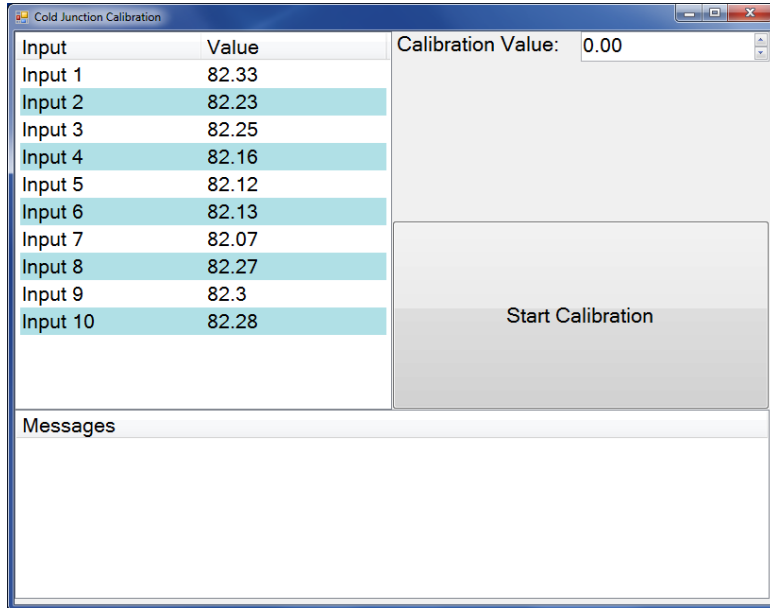 Cold Junction Calibration
Input Value
Input 1 82.33
Input 2 82.23
Input 3 82.25
Input 4 82.16
Input 5 82.12
Input 6 82.13
Input 7 82.07
Input 8 82.27
Input 9 82.3
Input 10 82.28
Calibration Value: 0.00
Start Calibration
Messages